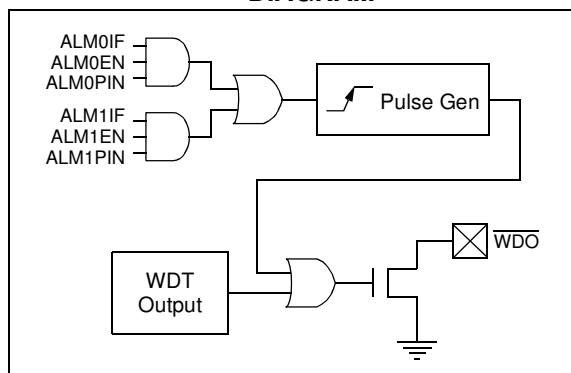 DIAGRAM
ALM0IF
ALM0EN
ALM0PIN
ALM1IF
ALM1EN
ALM1PIN
Pulse Gen
WDO
WDT
Output